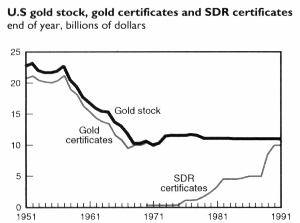 U.S gold stock, gold certificates and SDR certificates
end of year, billions of dollars
25
20
15
10
5
0
Gold stock
Gold
certificates
SDR
certificates
1951
1961
1971
1981
1991